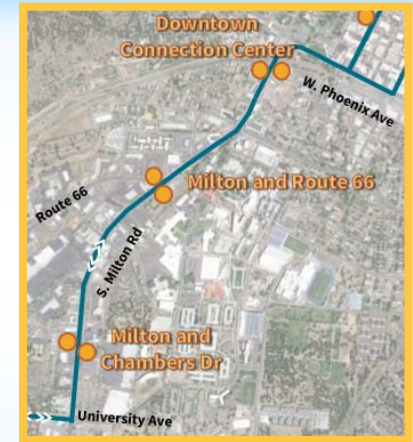 Downtown
Connection Center
W. Phoenix Ave
Milton and Route 66
Route 66
S. Milton Rd
Milton and
Chambers Dr
University Ave